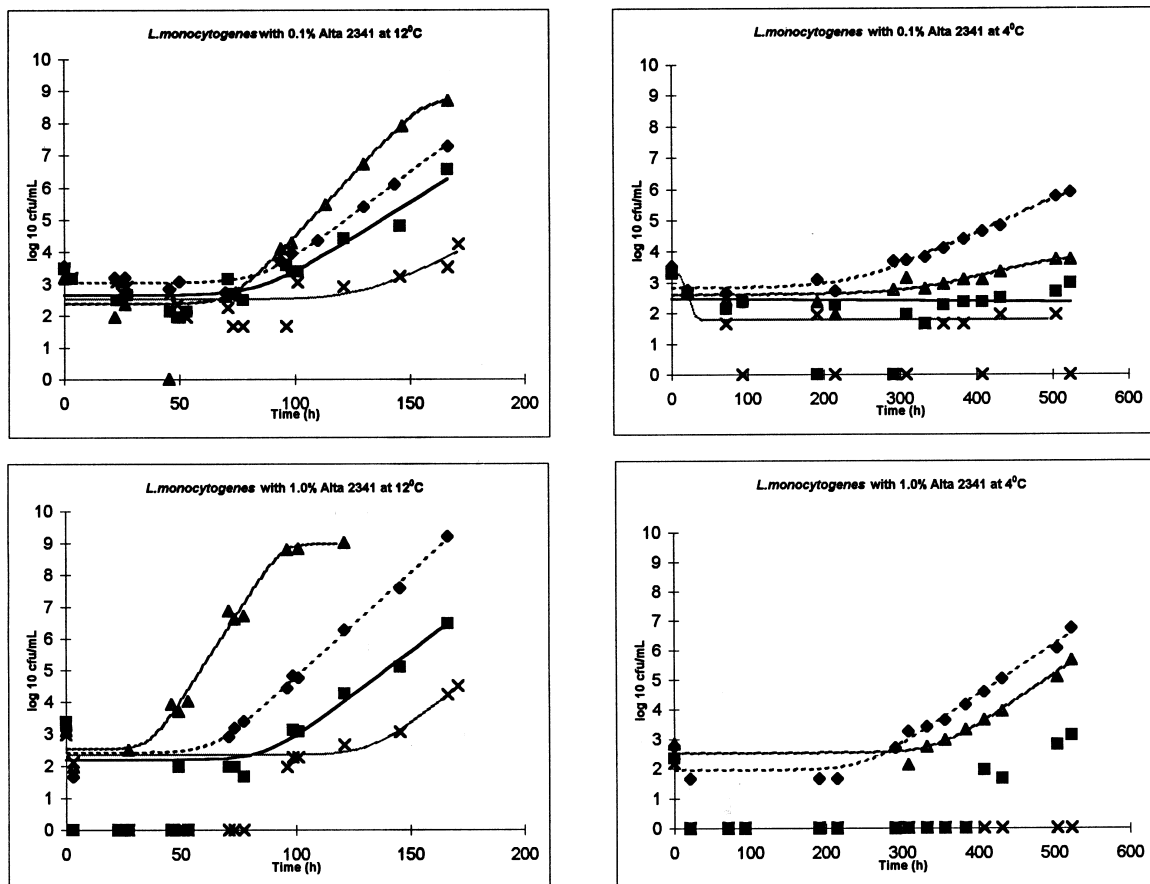 L.monocytogenes with 0.1% Alta 2341 at 12⁰C
log 10 cfu/mL
10
9
8
7
6
5
4
3
2
1
0
0 50 100 150 200
Time (h)
L.monocytogenes with 0.1% Alta 2341 at 4⁰C
log 10 cfu/mL
10
9
8
7
6
5
4
3
2
1
0
0 100 200 300 400 500 600
Time (h)
L.monocytogenes with 1.0% Alta 2341 at 12⁰C
log 10 cfu/mL
10
9
8
7
6
5
4
3
2
1
0
0 50 100 150 200
Time (h)
L.monocytogenes with 1.0% Alta 2341 at 4⁰C
log 10 cfu/mL
10
9
8
7
6
5
4
3
2
1
0
0 100 200 300 400 500 600
Time (h)